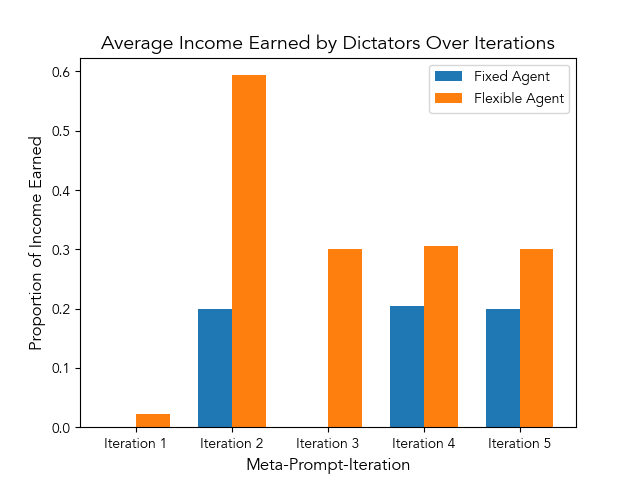 Average Income Earned by Dictators Over Iterations
Fixed Agent
Flexible Agent
Proportion of Income Earned
0.6
0.5
0.4
0.3
0.2
0.1
0.0
Iteration 1 Iteration 2 Iteration 3 Iteration 4 Iteration 5
Meta-Prompt-Iteration